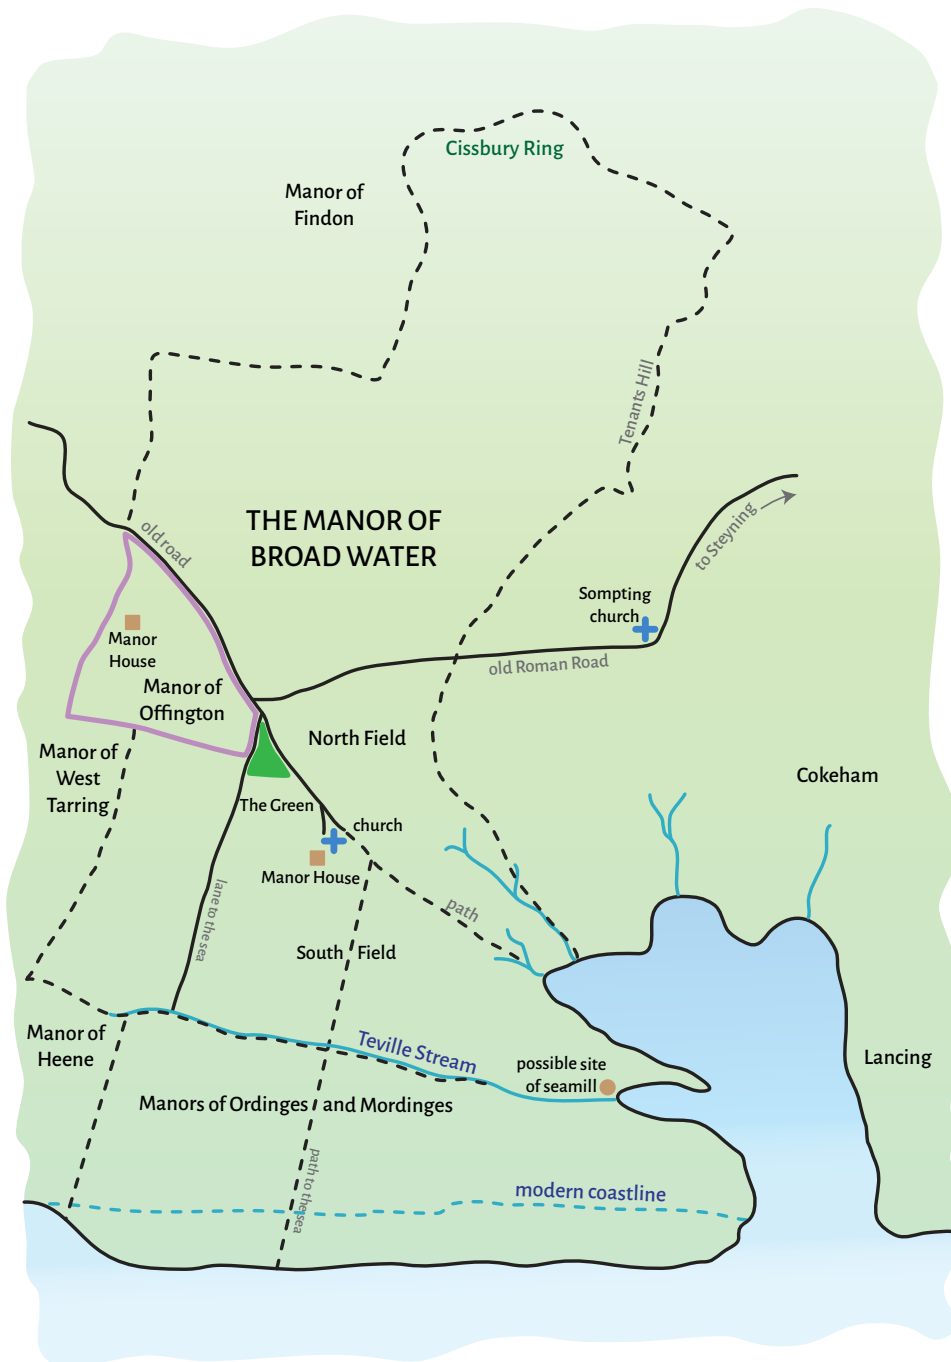 Cissbury Ring
Manor of
Findon
Tenants Hill
THE MANOR OF
BROAD WATER
old road
to Steyning
Sompting
church
Manor
House
old Roman Road
Manor of
Offington
North Field
Manor of
West
Tarring
Cokeham
The Green
church
Manor House
path
lane to the sea
South Field
Manor of
Heene
Teville Stream
possible site
of seamill
Lancing
Manors of Ordinges and Mordinges
path to the sea
modern coastline